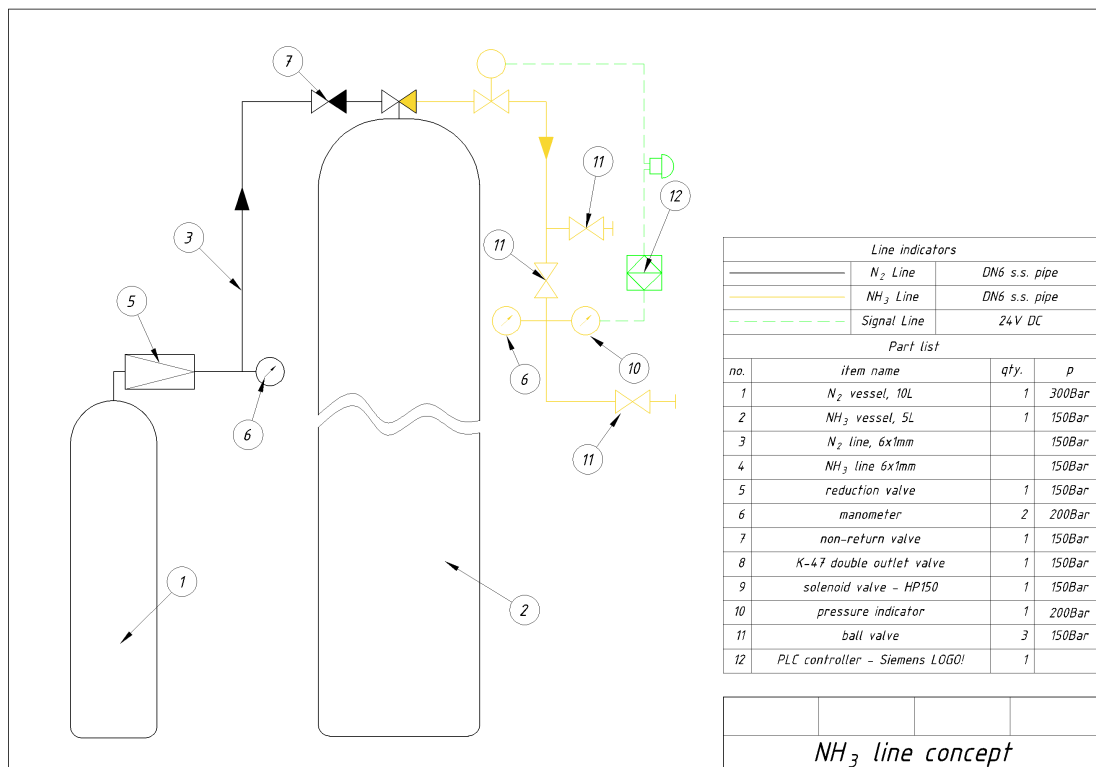 7
11
12
3
11
5
6
10
6
11
1
2
Line indicators
N₂ Line DN6 s.s. pipe
NH₃ Line DN6 s.s. pipe
Signal Line 24V DC
Part list
no. item name qty. p
1 N₂ vessel, 10L 1 300Bar
2 NH₃ vessel, 5L 1 150Bar
3 N₂ line, 6x1mm 150Bar
4 NH₃ line 6x1mm 150Bar
5 reduction valve 1 150Bar
6 manometer 2 200Bar
7 non-return valve 1 150Bar
8 K-47 double outlet valve 1 150Bar
9 solenoid valve - HP150 1 150Bar
10 pressure indicator 1 200Bar
11 ball valve 3 150Bar
12 PLC controller - Siemens LOGO! 1
NH₃ line concept